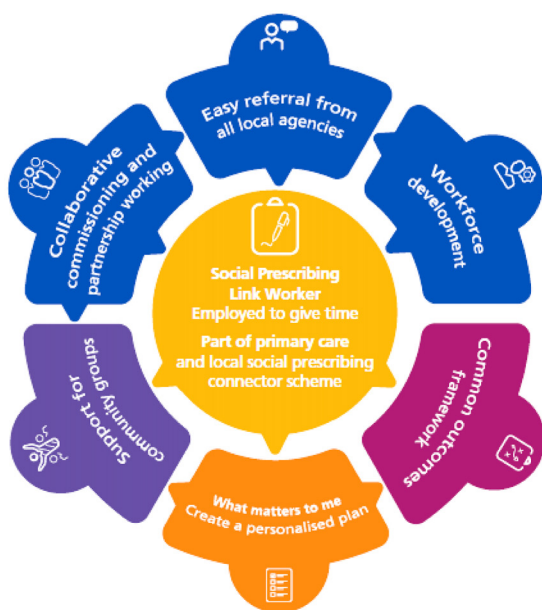 Easy referral from
all local agencies
Workforce
development
Common outcomes
framework
What matters to me
Create a personalised plan
Support for
community groups
Collaborative
commissioning and
partnership working
Social Prescribing
Link Worker
Employed to give time
Part of primary care
and local social prescribing
connector scheme